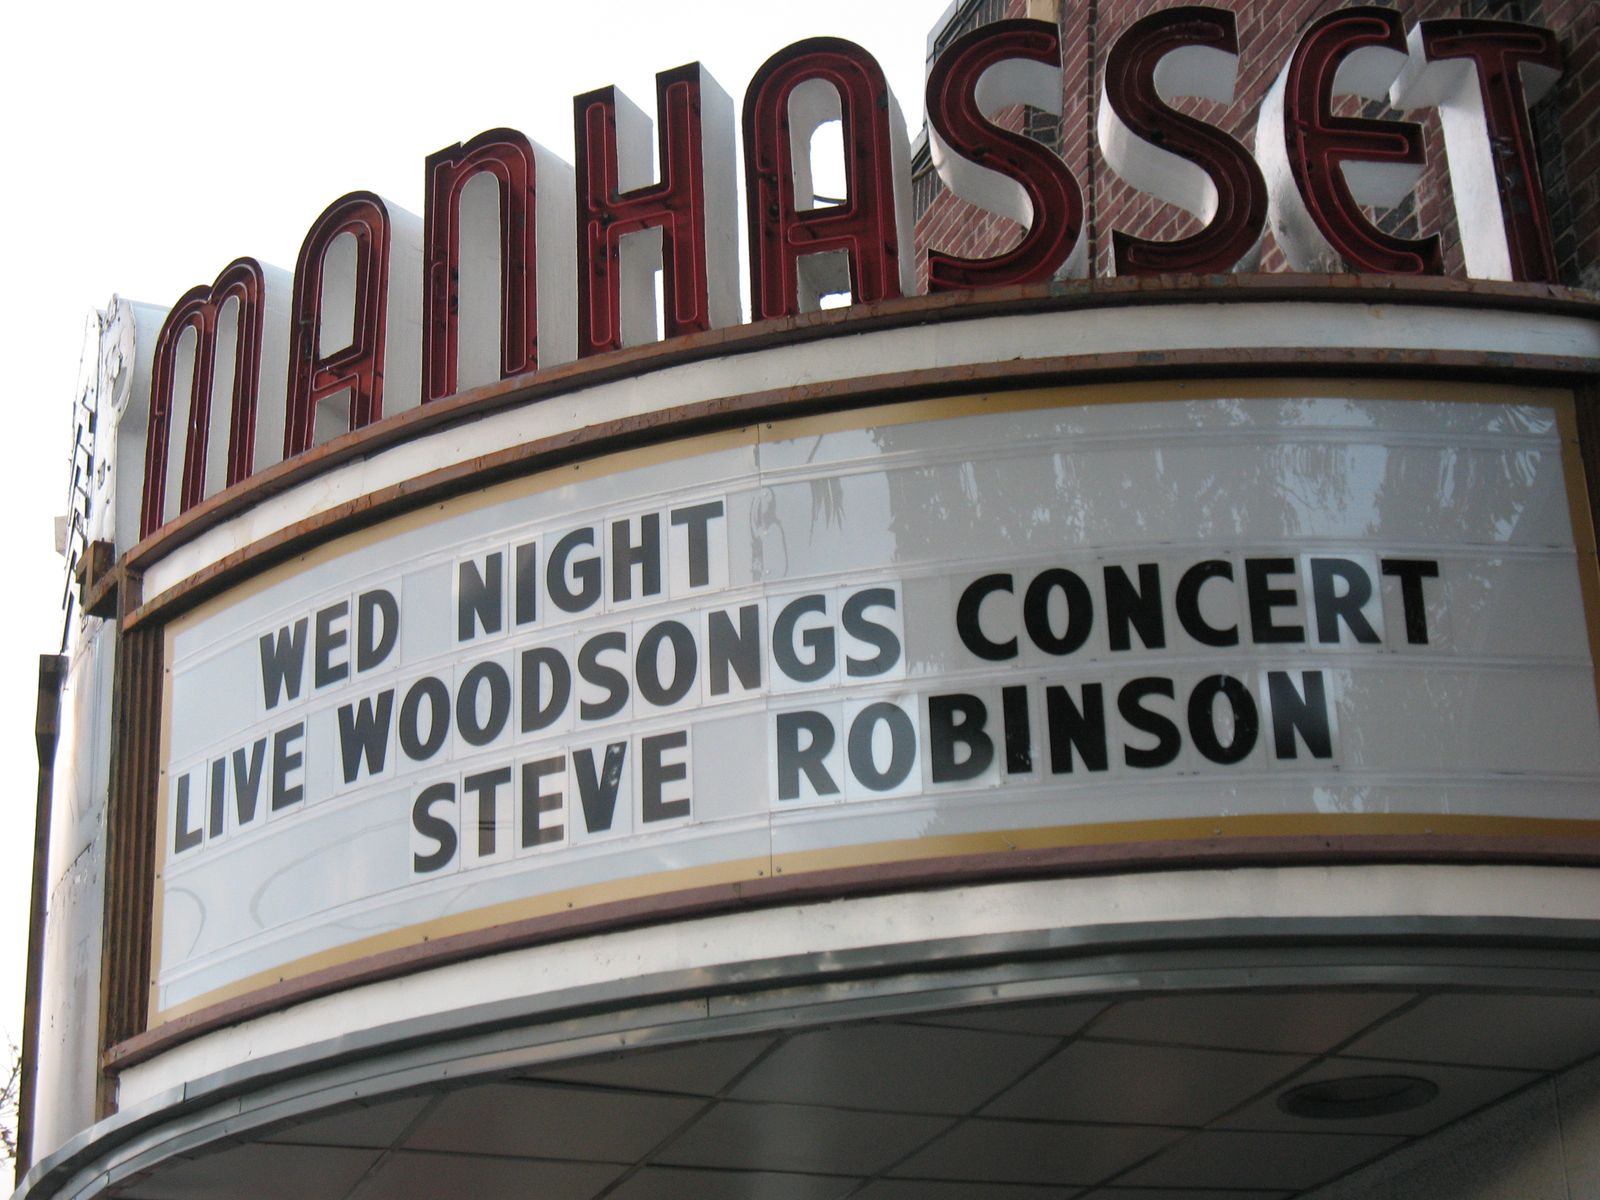 MANHASSET
WED NIGHT
LIVE WOODSONGS CONCERT
STEVE ROBINSON